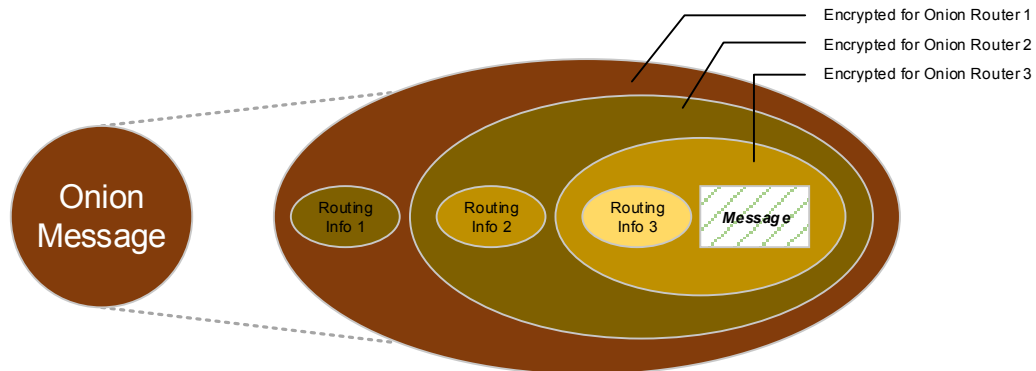 Encrypted for Onion Router 1
Encrypted for Onion Router 2
Encrypted for Onion Router 3
Onion
Message
Routing
Info 1
Routing
Info 2
Routing
Info 3
Message